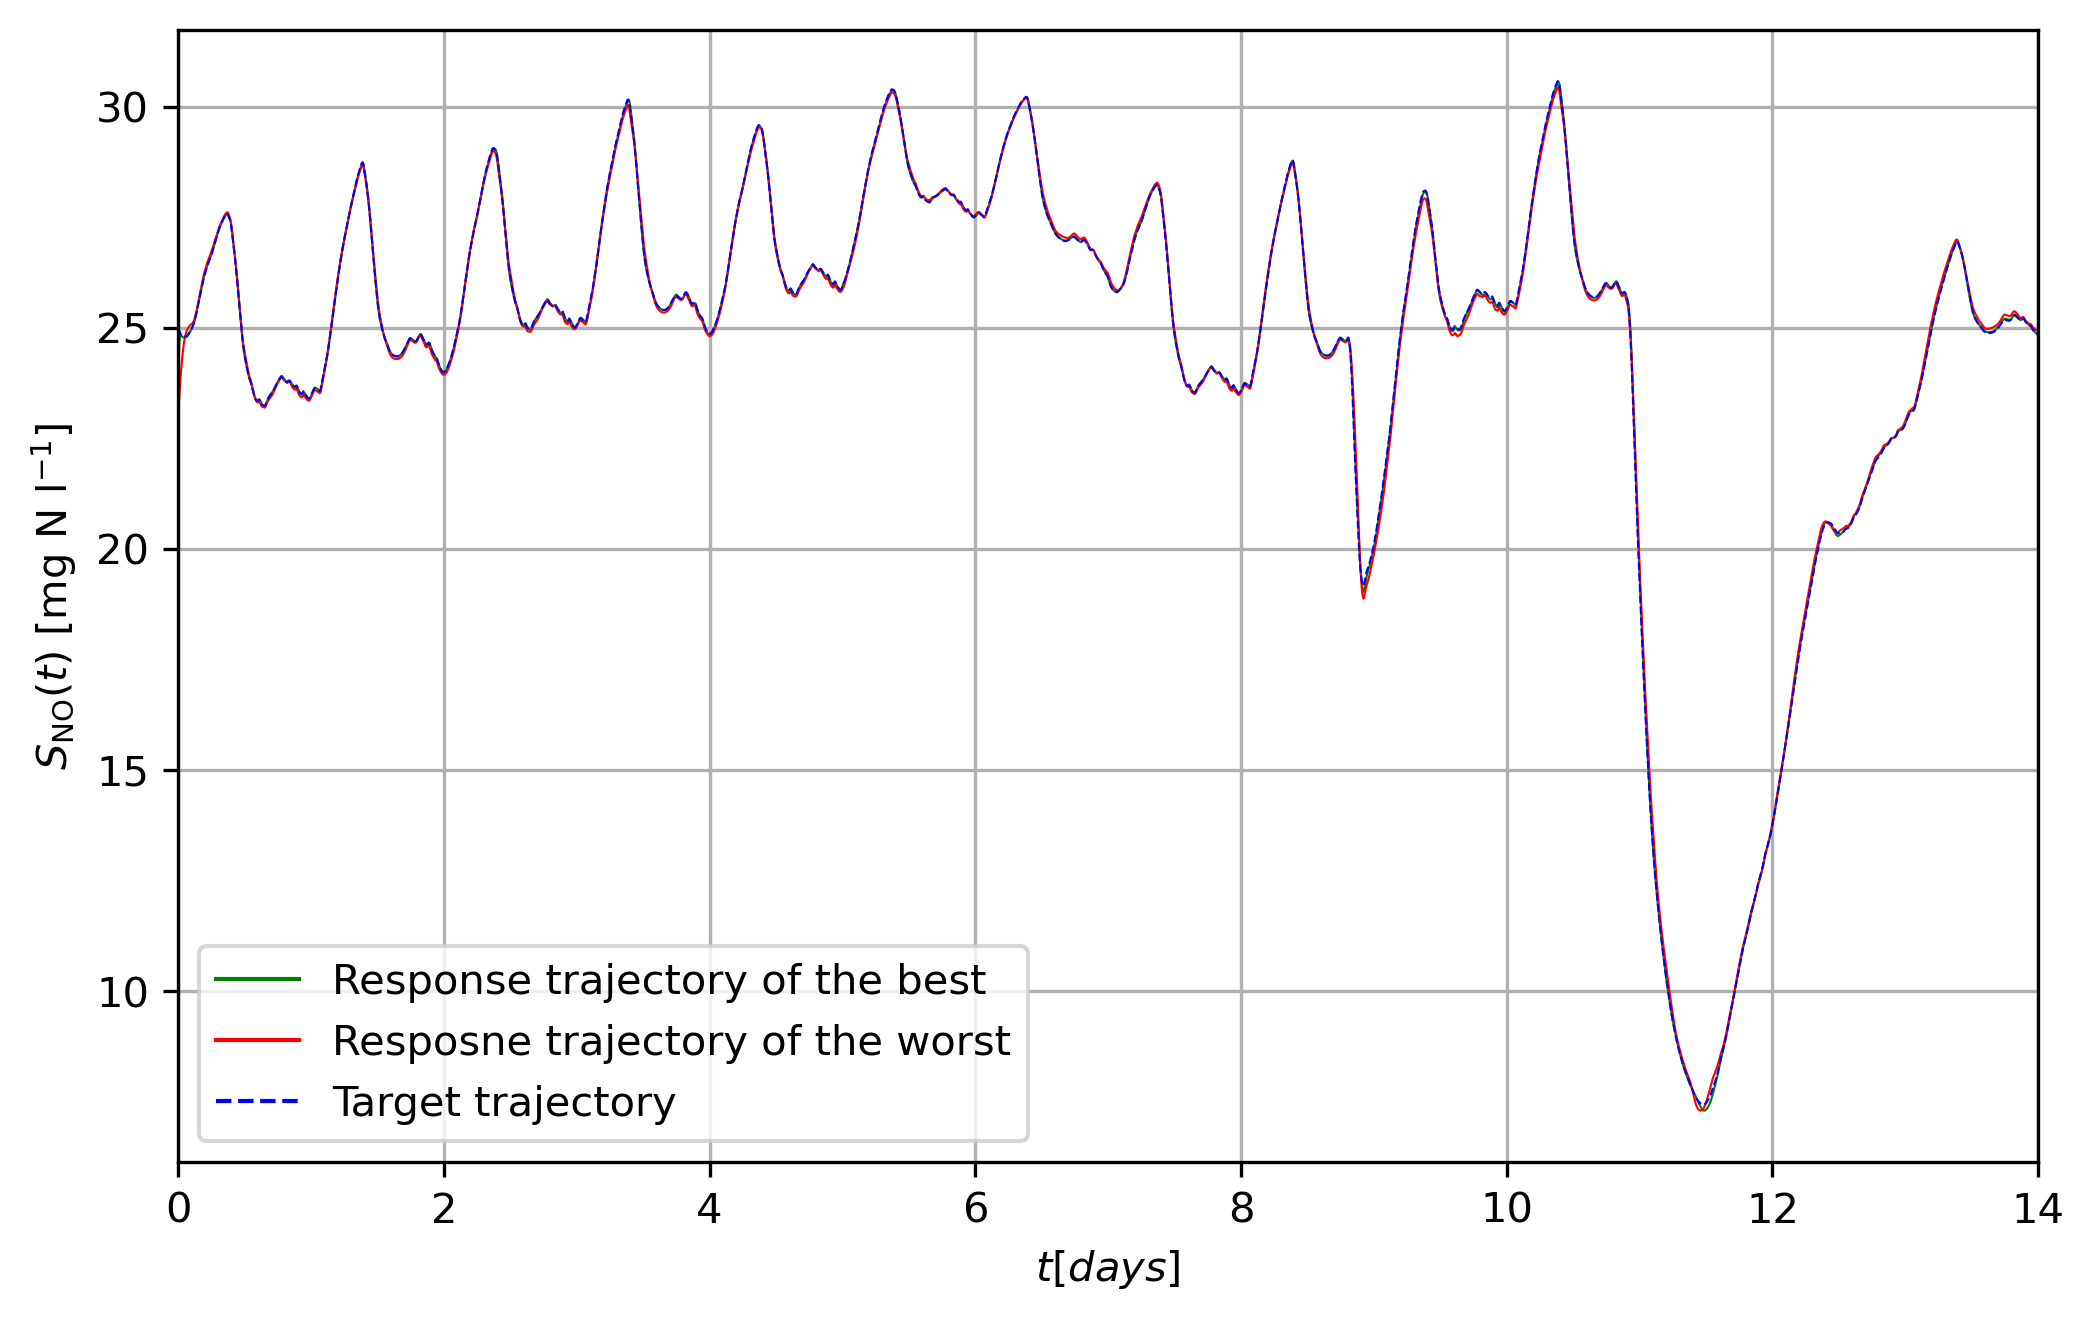 S_NO(t) [mg N l⁻¹]
30
25
20
15
10
Response trajectory of the best
Resposne trajectory of the worst
Target trajectory
0 2 4 6 8 10 12 14
t[days]